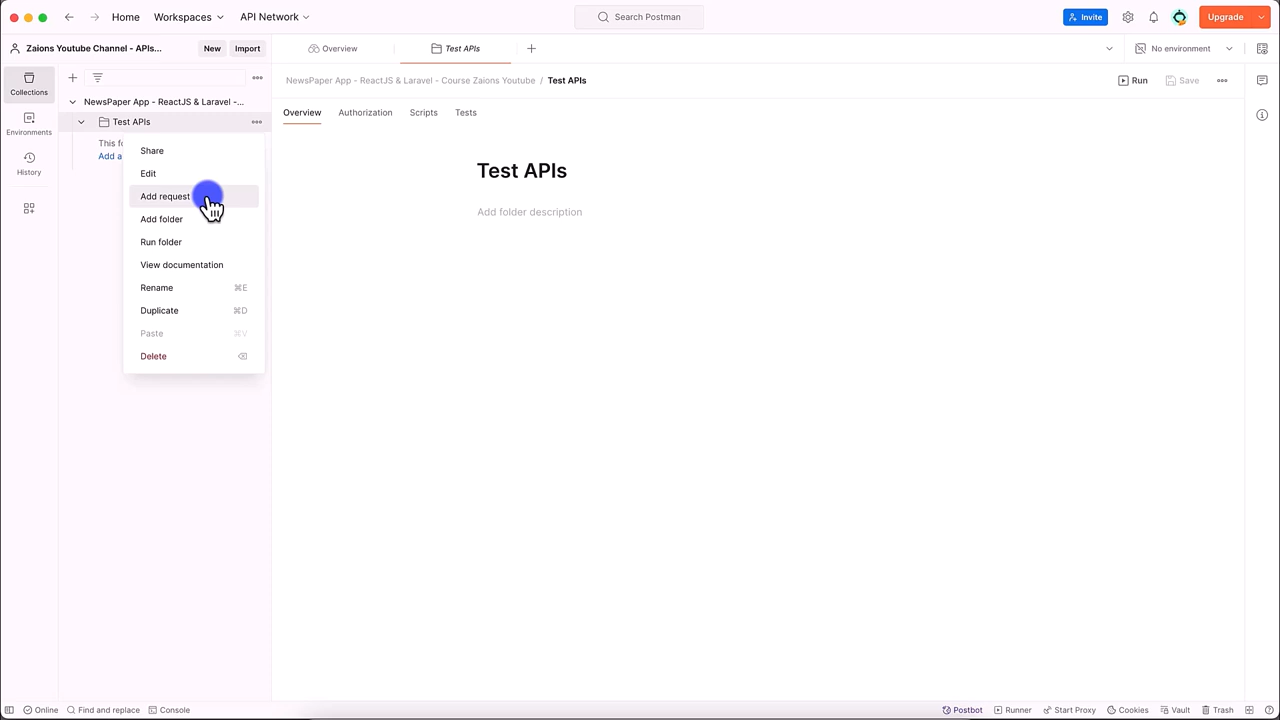 Home
Workspaces
API Network
Search Postman
Invite
Upgrade
Zaions Youtube Channel - APIs...
New
Import
Overview
Test APIs
No environment
Collections
Environments
History
NewsPaper App - ReactJS & Laravel -...
Test APIs
This fo
Add a
NewsPaper App - ReactJS & Laravel - Course Zaions Youtube / Test APIs
Run
Save
Overview
Authorization
Scripts
Tests
Share
Edit
Add request
Add folder
Run folder
View documentation
Rename ⌘E
Duplicate ⌘D
Paste ⌘V
Delete
Test APIs
Add folder description
Online
Find and replace
Console
Postbot
Runner
Start Proxy
Cookies
Vault
Trash